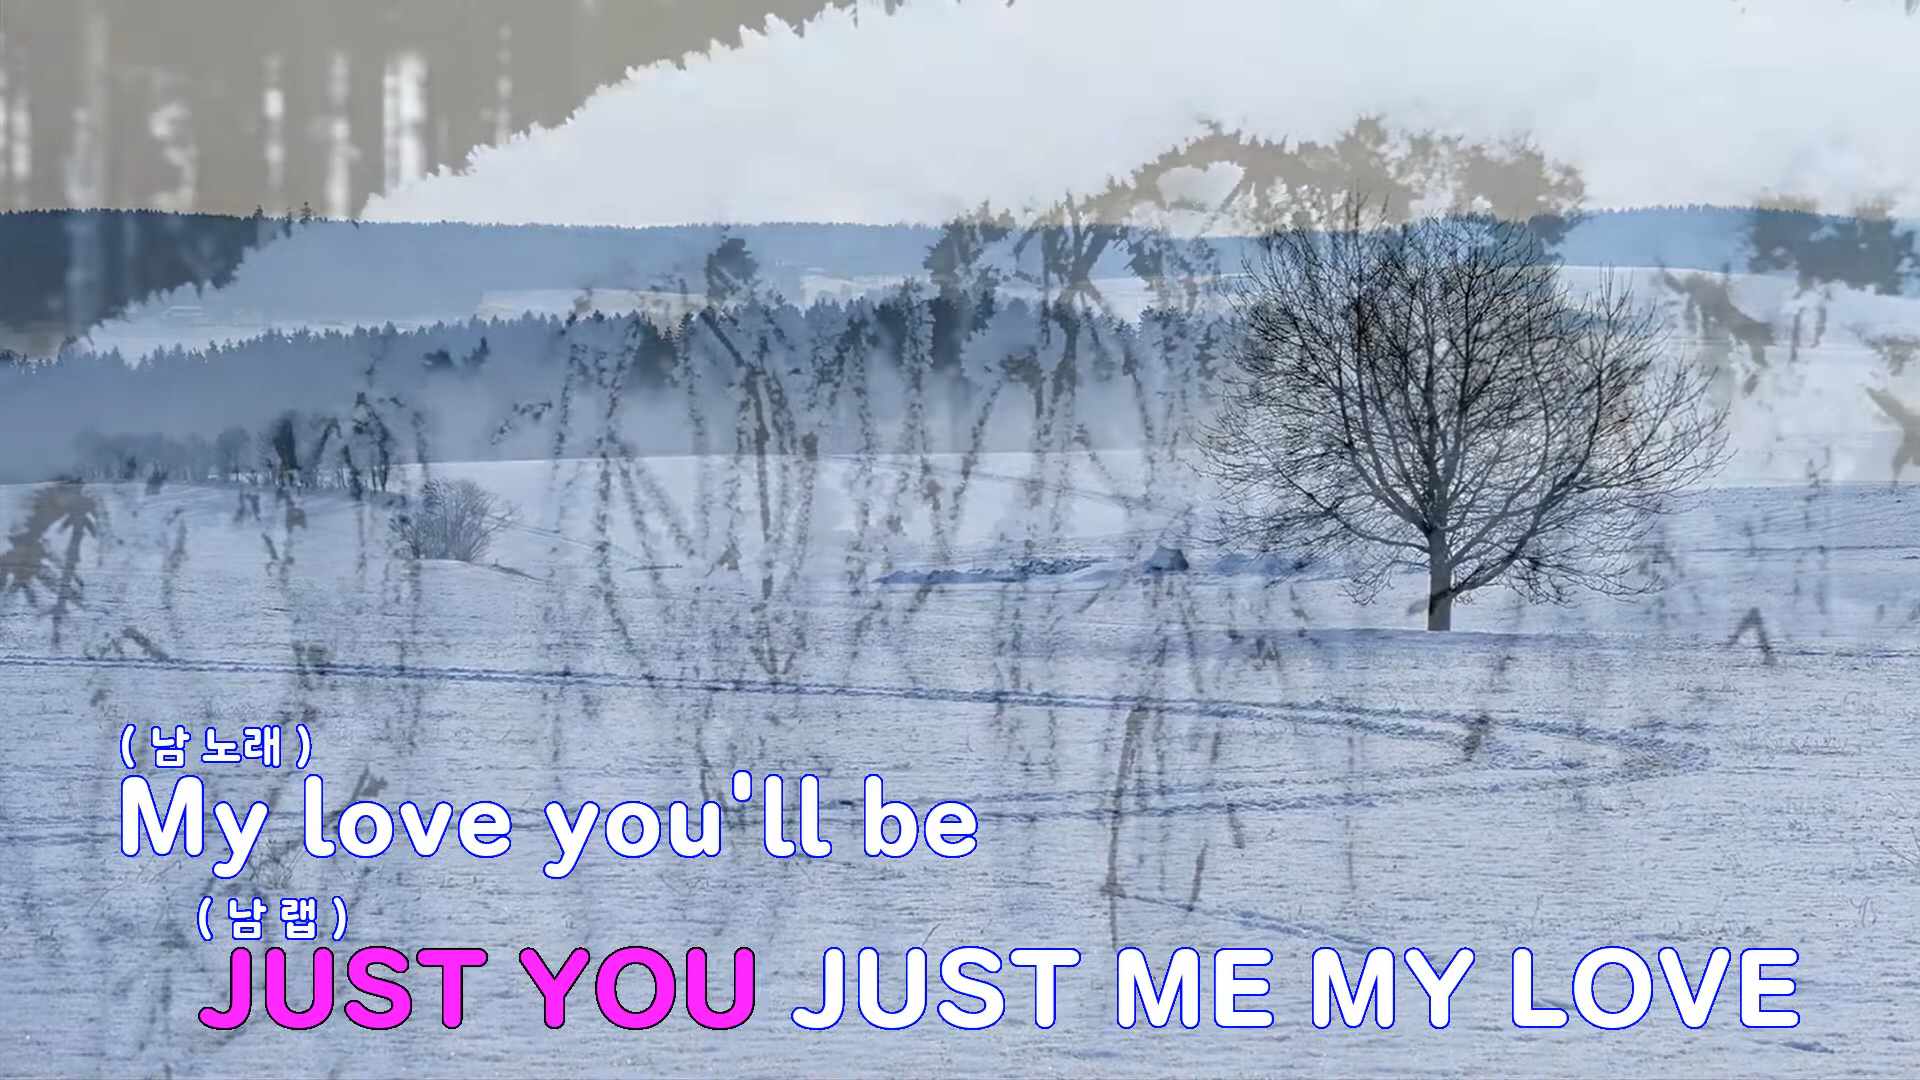 ( 남 노래 )
My love you'll be
( 남 랩 )
JUST YOU JUST ME MY LOVE